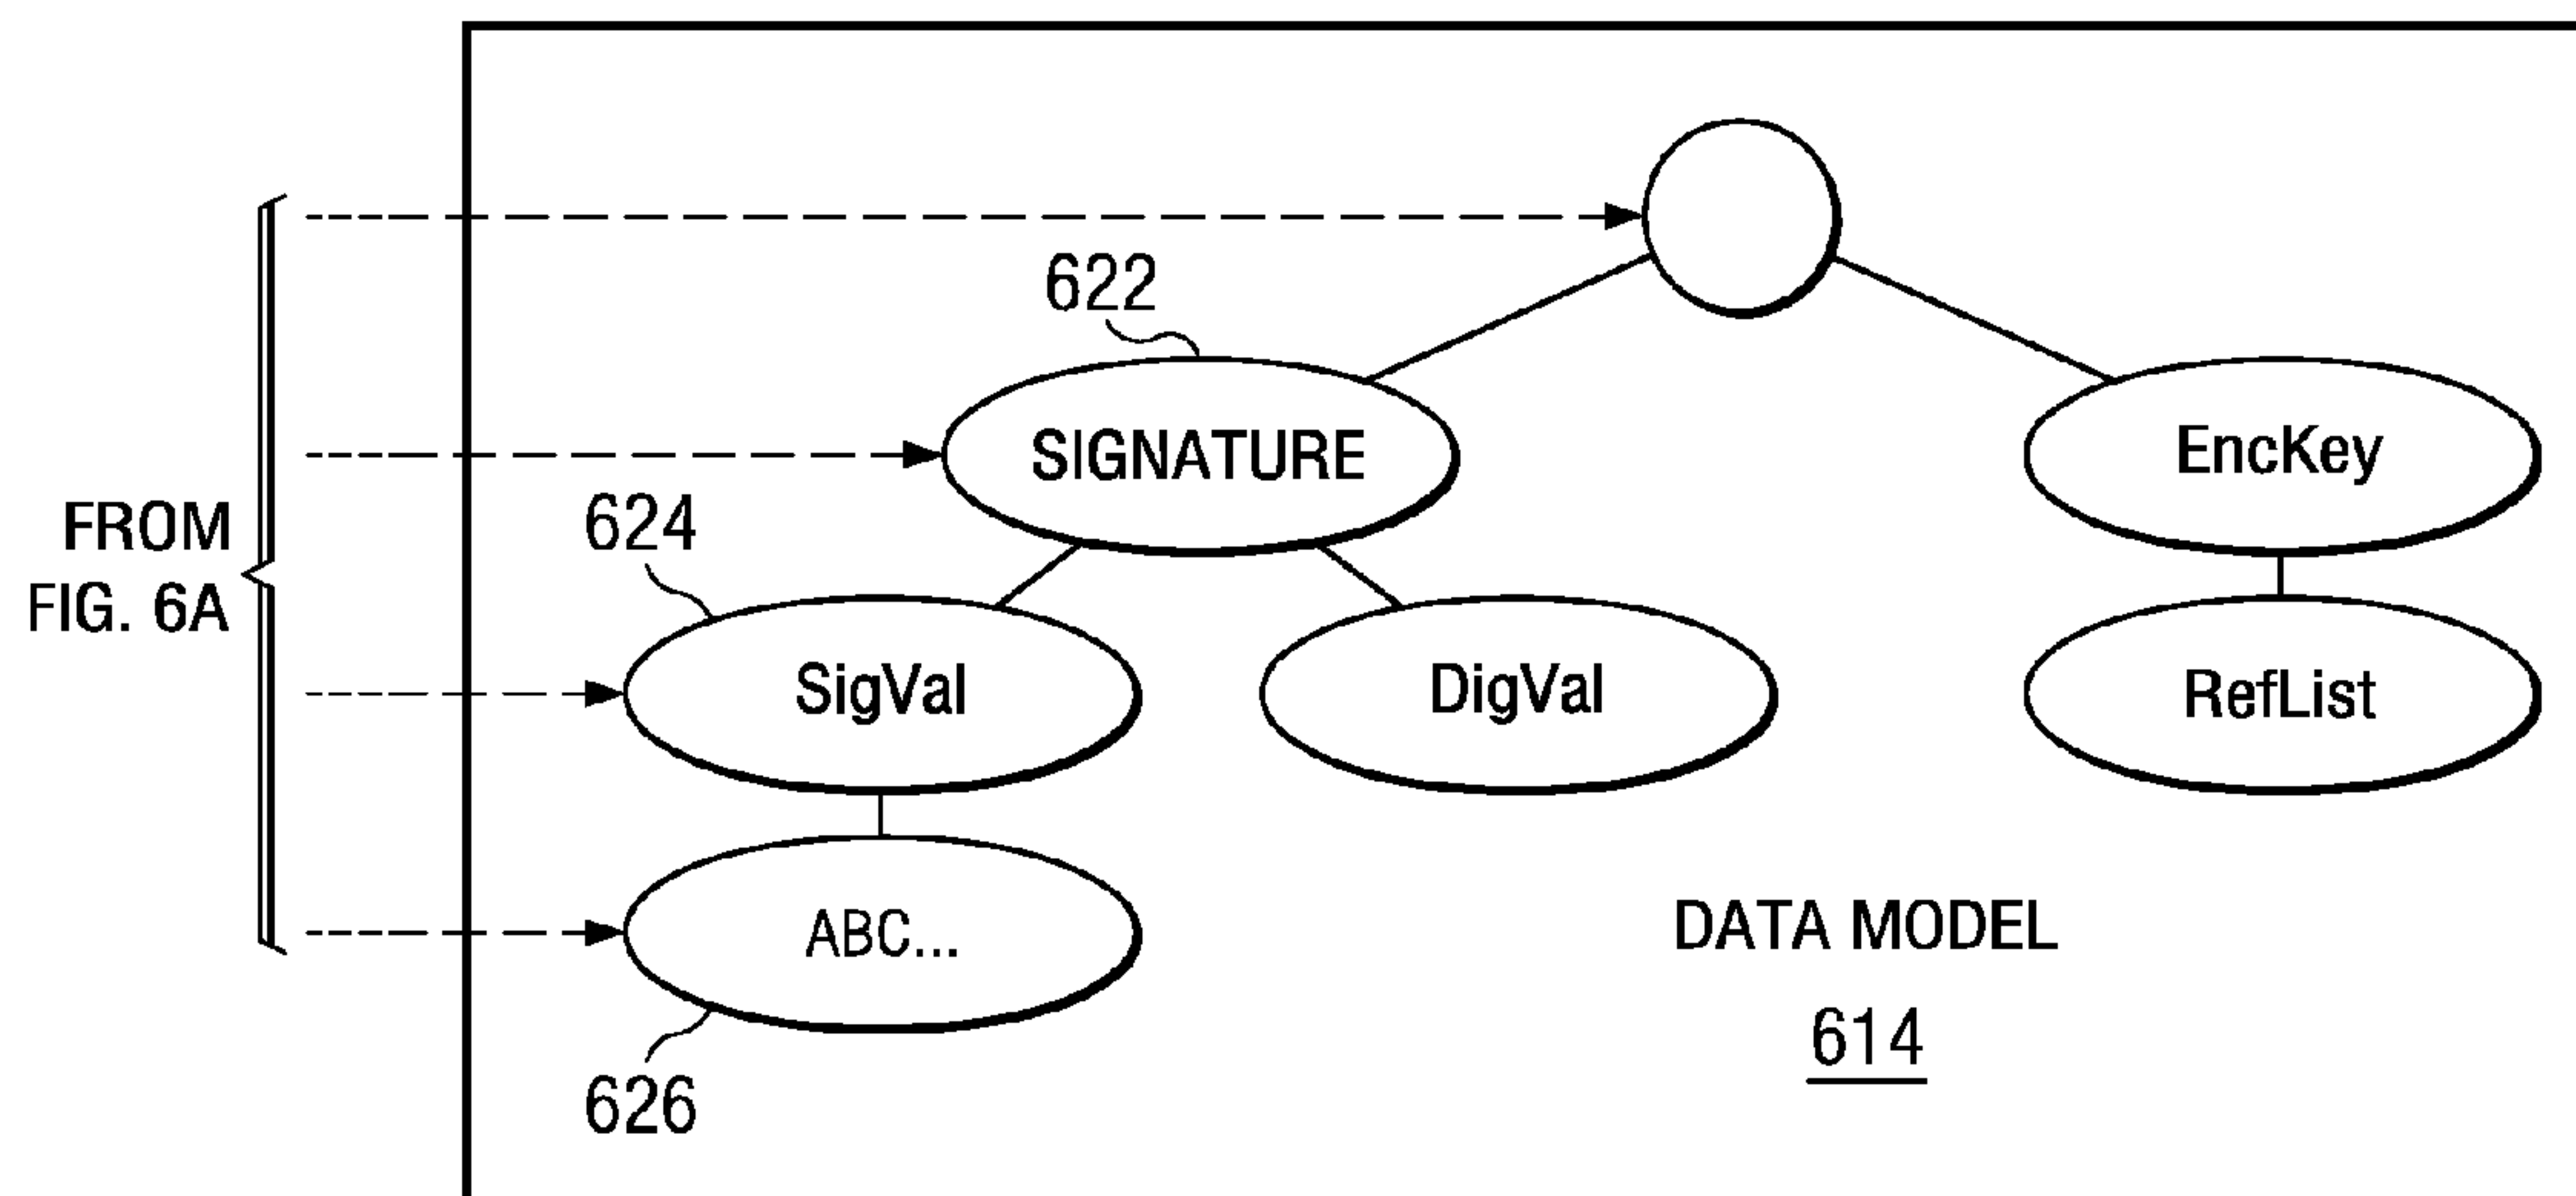 622
SIGNATURE
EncKey
FROM
FIG. 6A
624
SigVal
DigVal
RefList
ABC...
626
DATA MODEL
614